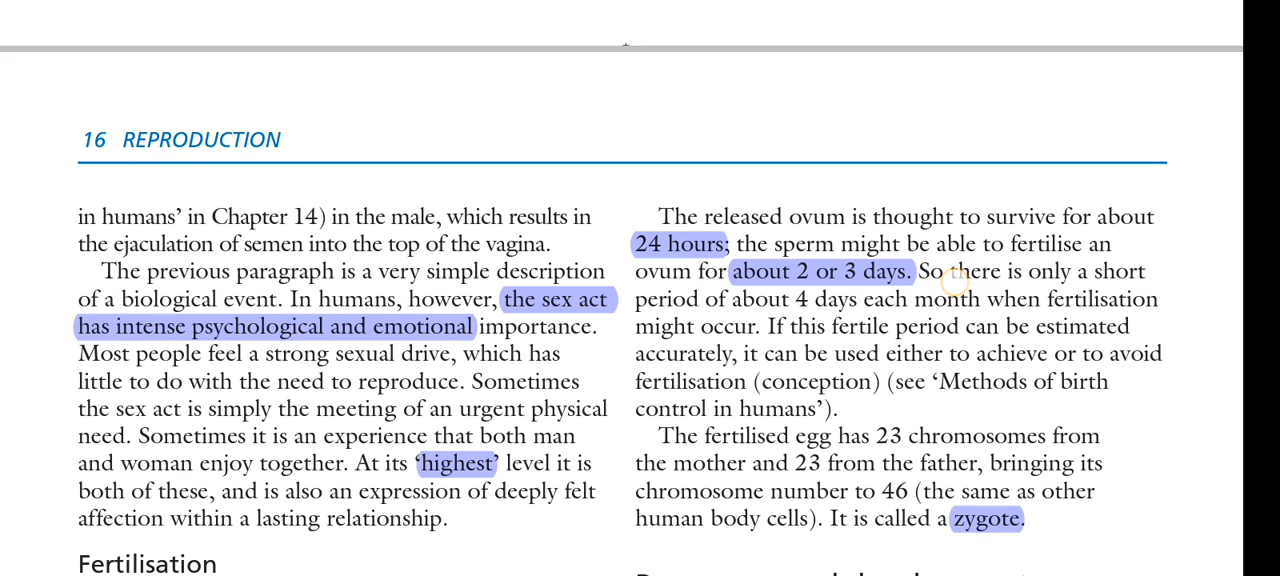 16 REPRODUCTION
in humans’ in Chapter 14) in the male, which results in
the ejaculation of semen into the top of the vagina.
The previous paragraph is a very simple description
of a biological event. In humans, however, the sex act
has intense psychological and emotional importance.
Most people feel a strong sexual drive, which has
little to do with the need to reproduce. Sometimes
the sex act is simply the meeting of an urgent physical
need. Sometimes it is an experience that both man
and woman enjoy together. At its ‘highest’ level it is
both of these, and is also an expression of deeply felt
affection within a lasting relationship.
Fertilisation
The released ovum is thought to survive for about
24 hours; the sperm might be able to fertilise an
ovum for about 2 or 3 days. So there is only a short
period of about 4 days each month when fertilisation
might occur. If this fertile period can be estimated
accurately, it can be used either to achieve or to avoid
fertilisation (conception) (see ‘Methods of birth
control in humans’).
The fertilised egg has 23 chromosomes from
the mother and 23 from the father, bringing its
chromosome number to 46 (the same as other
human body cells). It is called a zygote.